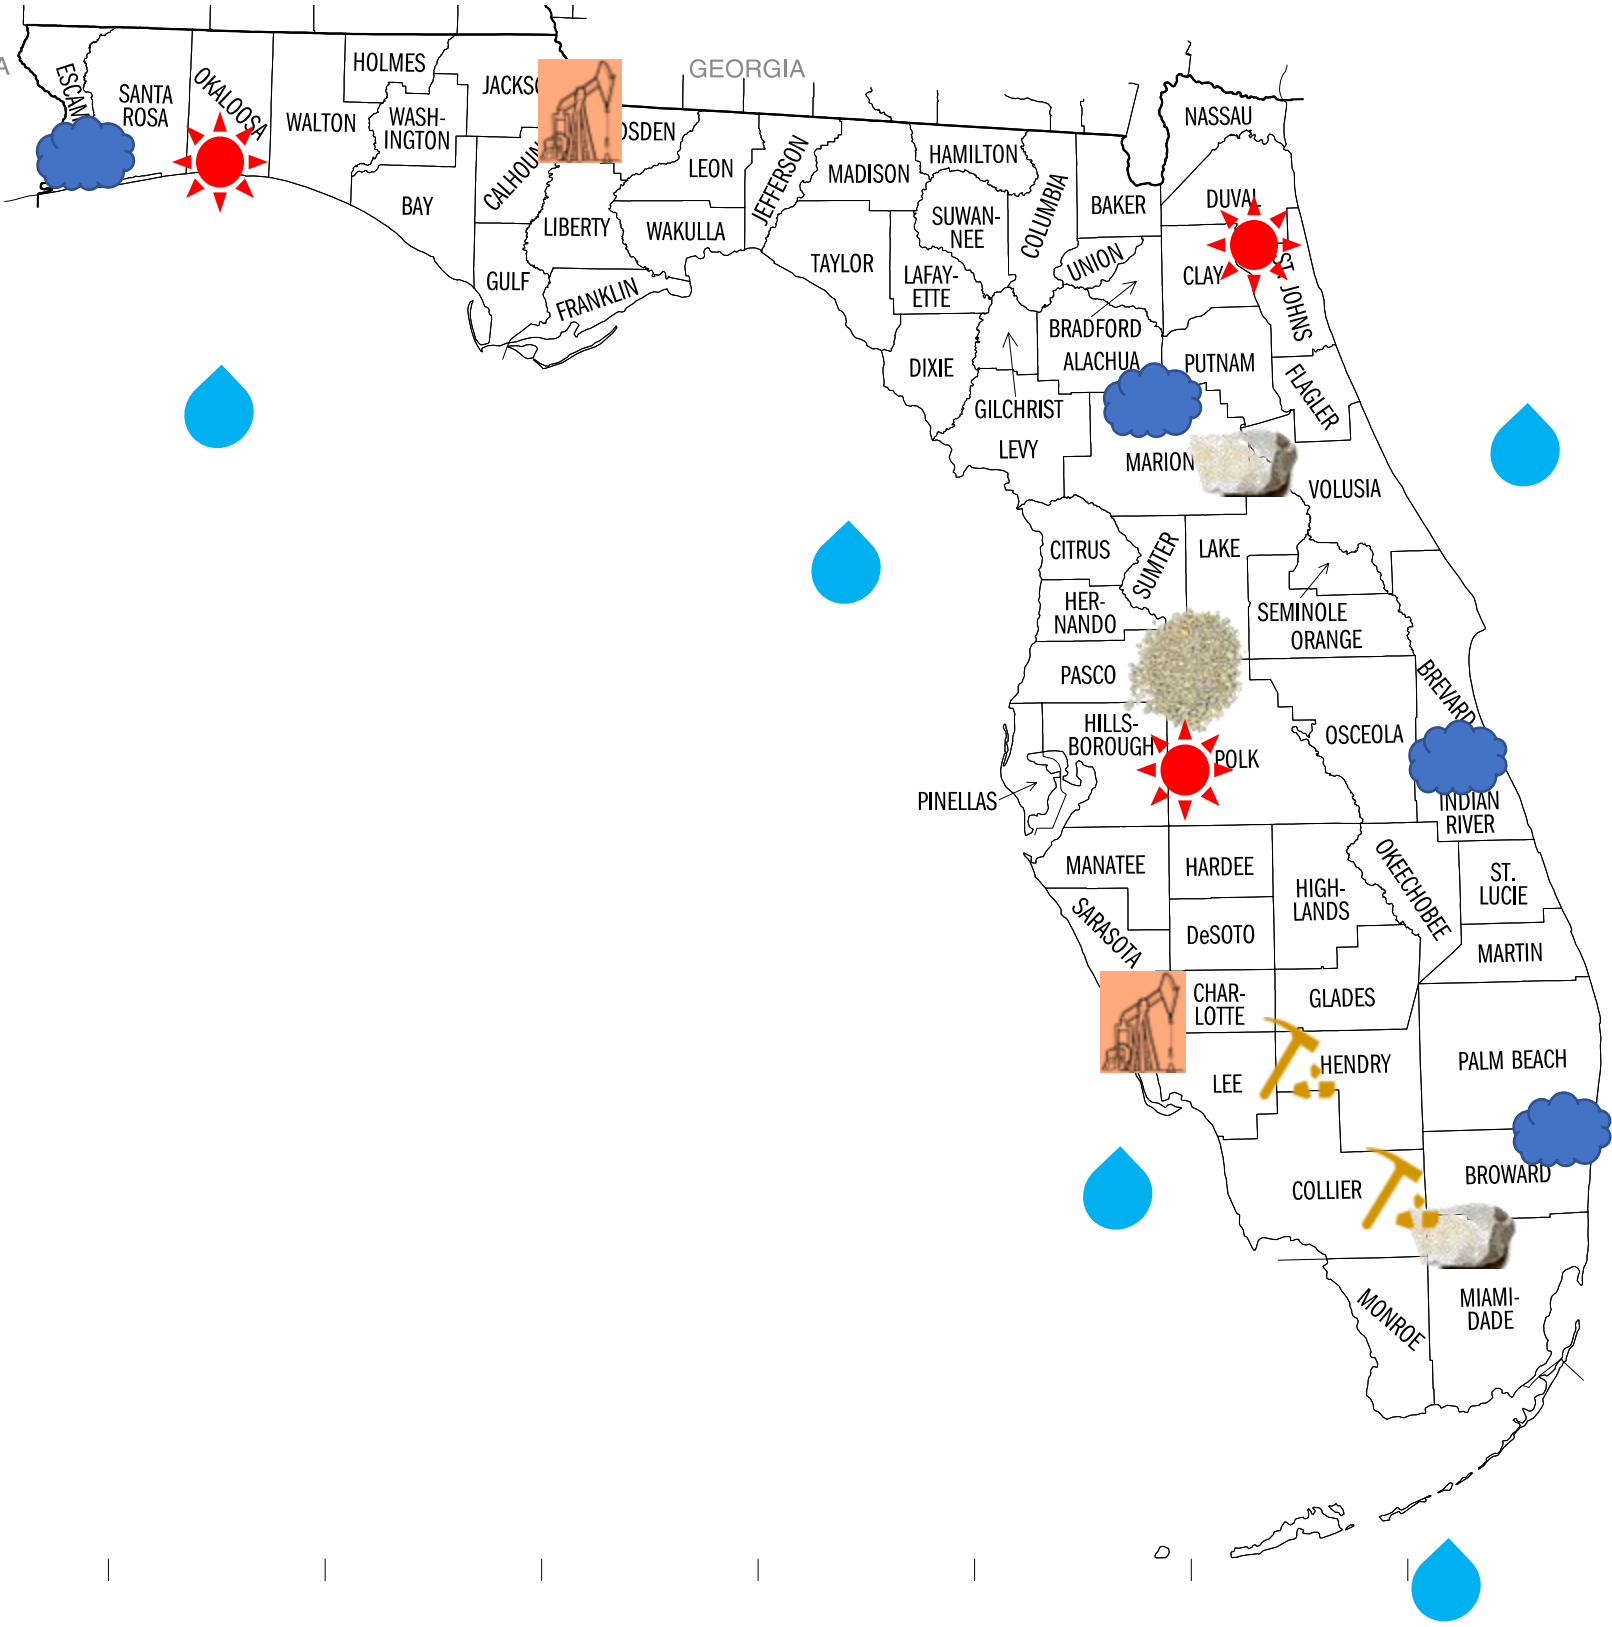 A
GEORGIA
HOLMES
JACKSO
NASSAU
SANTA
ROSA
OKALOOSA
WALTON
WASH-
INGTON
CALHOUN
BAY
GULF
LIBERTY
FRANKLIN
LEON
WAKULLA
JEFFERSON
MADISON
HAMILTON
TAYLOR
SUWAN-
NEE
LAFAY-
ETTE
COLUMBIA
BAKER
UNION
DUVAL
CLAY
ST. JOHNS
BRADFORD
ALACHUA
PUTNAM
FLAGLER
DIXIE
GILCHRIST
LEVY
MARION
VOLUSIA
CITRUS
SUMTER
LAKE
HER-
NANDO
SEMINOLE
ORANGE
PASCO
HILLS-
BOROUGH
POLK
OSCEOLA
BREVARD
PINELLAS
INDIAN
RIVER
MANATEE
HARDEE
HIGH-
LANDS
OKEECHOBEE
ST.
LUCIE
SARASOTA
DeSOTO
MARTIN
CHAR-
LOTTE
GLADES
LEE
HENDRY
PALM BEACH
COLLIER
BROWARD
MONROE
MIAMI-
DADE